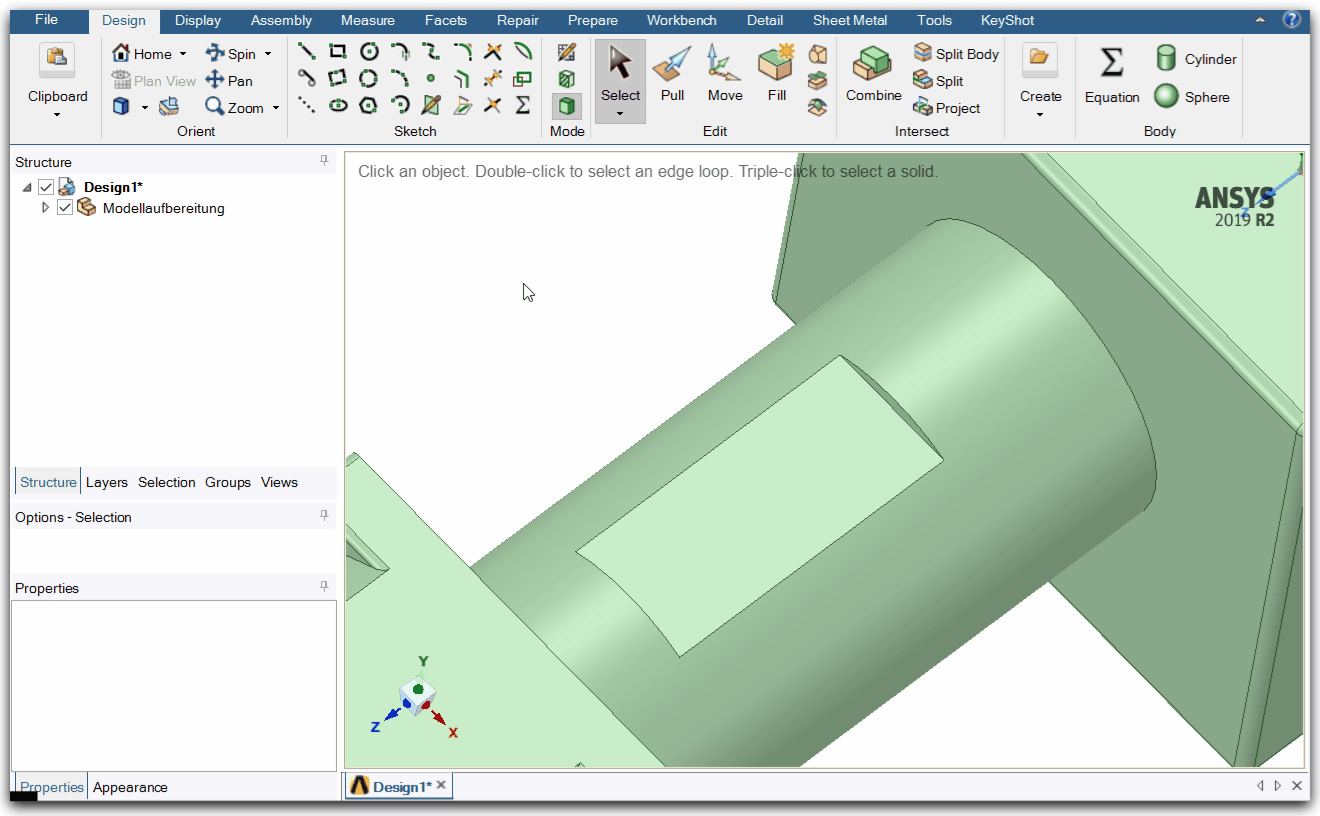 File Design Display Assembly Measure Facets Repair Prepare Workbench Detail Sheet Metal Tools KeyShot
Clipboard
Home Spin
Plan View Pan
Zoom
Orient
Sketch
Mode
Select Pull Move Fill
Edit
Combine
Split Body
Split
Project
Intersect
Create
Equation
Cylinder
Sphere
Body
Structure
Design1*
Modellaufbereitung
Structure Layers Selection Groups Views
Options - Selection
Properties
Properties Appearance
Click an object. Double-click to select an edge loop. Triple-click to select a solid.
ANSYS
2019 R2
Z
Y
Z
X
Design1*